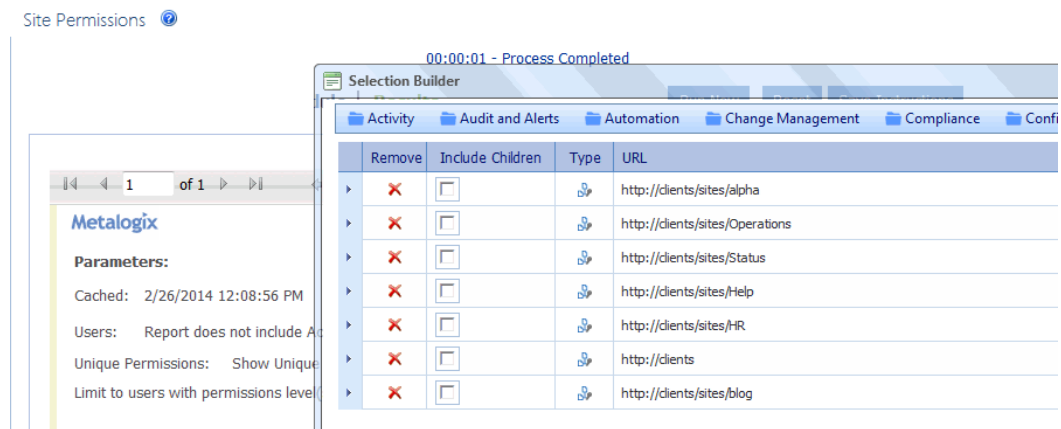 Site Permissions
00:00:01 - Process Completed
Selection Builder
Results
Activity Audit and Alerts Automation Change Management Compliance
Remove Include Children Type URL
1 of 1
http://clients/sites/alpha
Metalogix
http://clients/sites/Operations
Parameters:
http://clients/sites/Status
Cached: 2/26/2014 12:08:56 PM
http://clients/sites/Help
Users: Report does not include
http://clients/sites/HR
Unique Permissions: Show Unique
http://clients
Limit to users with permissions level(
http://clients/sites/blog